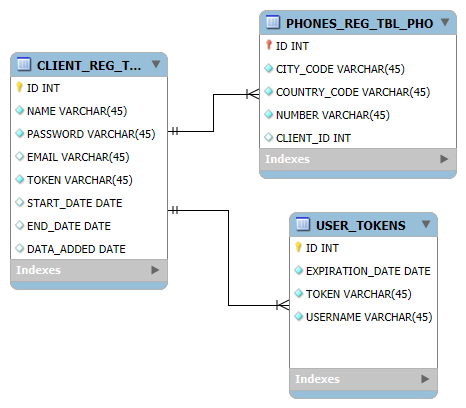 CLIENT_REG_T...
ID INT
NAME VARCHAR(45)
PASSWORD VARCHAR(45)
EMAIL VARCHAR(45)
TOKEN VARCHAR(45)
START_DATE DATE
END_DATE DATE
DATA_ADDED DATE
Indexes
PHONES_REG_TBL_PHO
ID INT
CITY_CODE VARCHAR(45)
COUNTRY_CODE VARCHAR(45)
NUMBER VARCHAR(45)
CLIENT_ID INT
Indexes
USER_TOKENS
ID INT
EXPIRATION_DATE DATE
TOKEN VARCHAR(45)
USERNAME VARCHAR(45)
Indexes